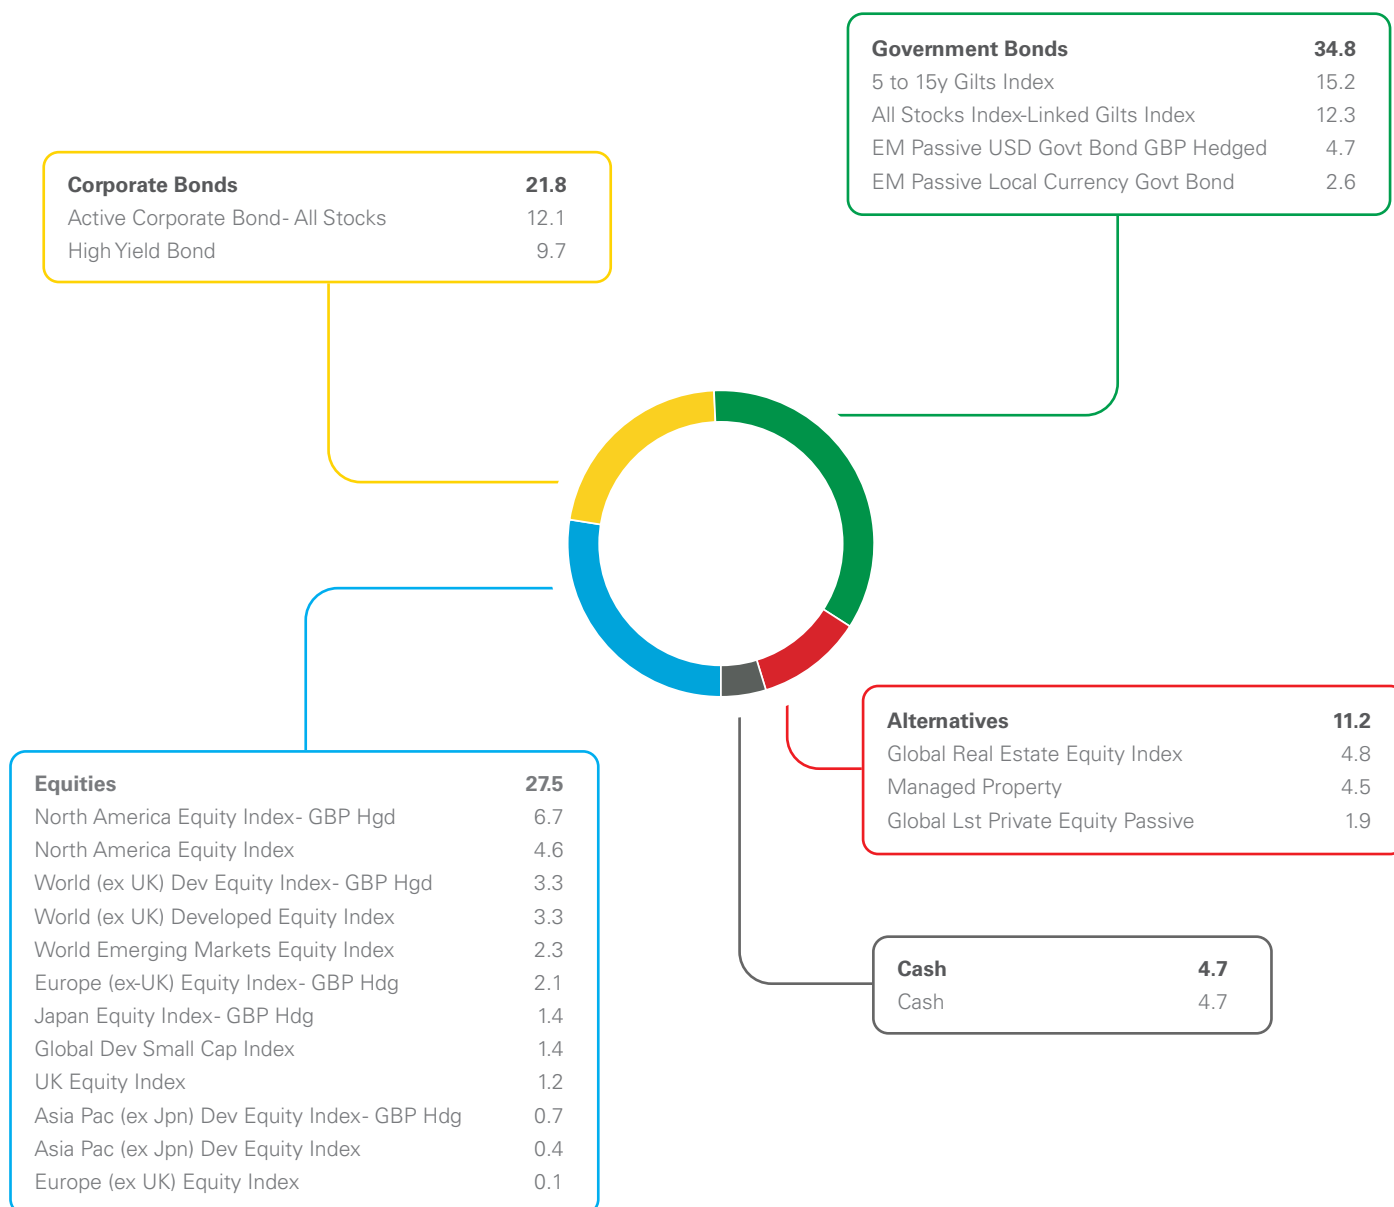 Government Bonds 34.8
5 to 15y Gilts Index 15.2
All Stocks Index-Linked Gilts Index 12.3
EM Passive USD Govt Bond GBP Hedged 4.7
EM Passive Local Currency Govt Bond 2.6
Corporate Bonds 21.8
Active Corporate Bond- All Stocks 12.1
High Yield Bond 9.7
Alternatives 11.2
Global Real Estate Equity Index 4.8
Managed Property 4.5
Global Lst Private Equity Passive 1.9
Equities 27.5
North America Equity Index- GBP Hgd 6.7
North America Equity Index 4.6
World (ex UK) Dev Equity Index- GBP Hgd 3.3
World (ex UK) Developed Equity Index 3.3
World Emerging Markets Equity Index 2.3
Europe (ex-UK) Equity Index- GBP Hdg 2.1
Japan Equity Index- GBP Hdg 1.4
Global Dev Small Cap Index 1.4
UK Equity Index 1.2
Asia Pac (ex Jpn) Dev Equity Index- GBP Hdg 0.7
Asia Pac (ex Jpn) Dev Equity Index 0.4
Europe (ex UK) Equity Index 0.1
Cash 4.7
Cash 4.7